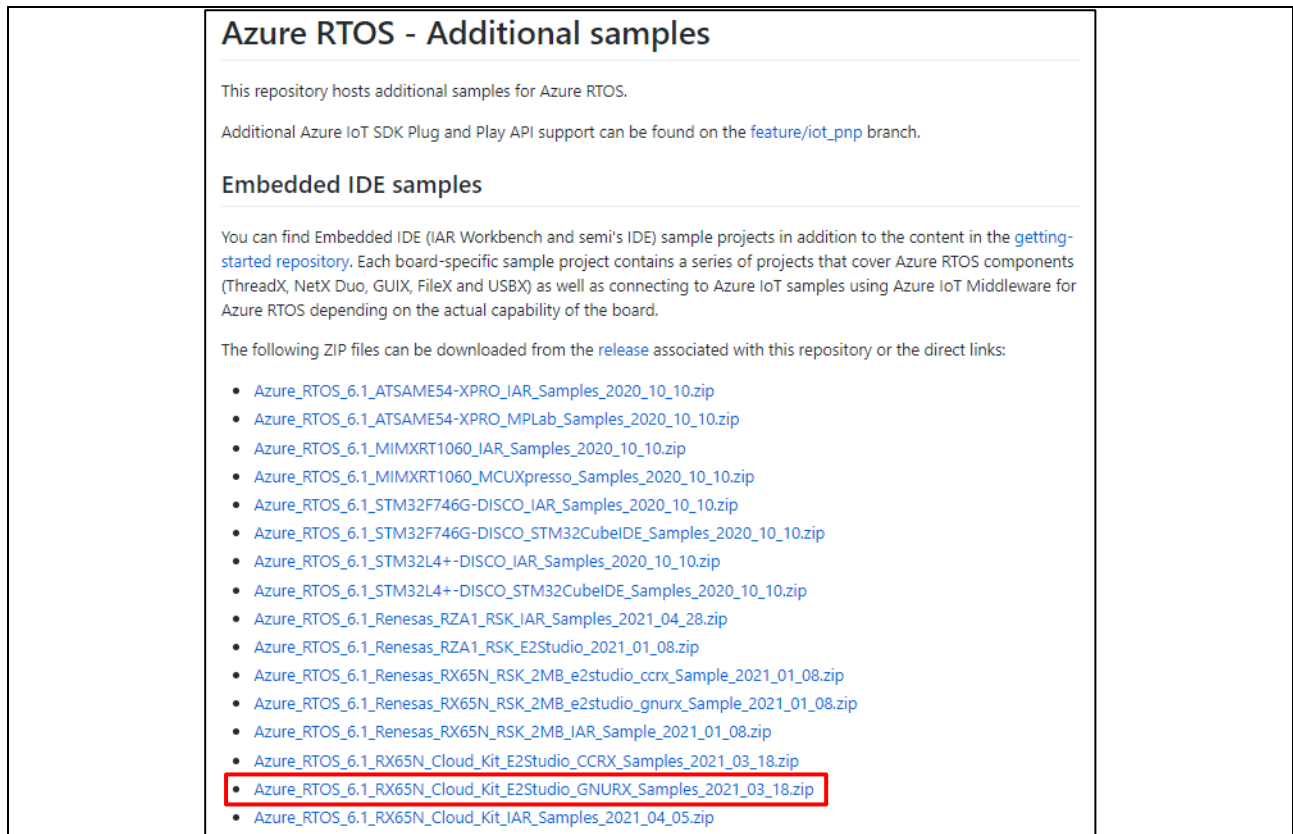 Azure RTOS - Additional samples
This repository hosts additional samples for Azure RTOS.
Additional Azure IoT SDK Plug and Play API support can be found on the feature/iot_pnp branch.
Embedded IDE samples
You can find Embedded IDE (IAR Workbench and semi's IDE) sample projects in addition to the content in the getting-
started repository. Each board-specific sample project contains a series of projects that cover Azure RTOS components
(ThreadX, NetX Duo, GUIX, FileX and USBX) as well as connecting to Azure IoT samples using Azure IoT Middleware for
Azure RTOS depending on the actual capability of the board.
The following ZIP files can be downloaded from the release associated with this repository or the direct links:
• Azure_RTOS_6.1_ATSAME54-XPRO_IAR_Samples_2020_10_10.zip
• Azure_RTOS_6.1_ATSAME54-XPRO_MPLab_Samples_2020_10_10.zip
• Azure_RTOS_6.1_MIMXRT1060_IAR_Samples_2020_10_10.zip
• Azure_RTOS_6.1_MIMXRT1060_MCUXpresso_Samples_2020_10_10.zip
• Azure_RTOS_6.1_STM32F746G-DISCO_IAR_Samples_2020_10_10.zip
• Azure_RTOS_6.1_STM32F746G-DISCO_STM32CubeIDE_Samples_2020_10_10.zip
• Azure_RTOS_6.1_STM32L4+-DISCO_IAR_Samples_2020_10_10.zip
• Azure_RTOS_6.1_STM32L4+-DISCO_STM32CubeIDE_Samples_2020_10_10.zip
• Azure_RTOS_6.1_Renesas_RZA1_RSK_IAR_Samples_2021_04_28.zip
• Azure_RTOS_6.1_Renesas_RZA1_RSK_E2Studio_2021_01_08.zip
• Azure_RTOS_6.1_Renesas_RX65N_RSK_2MB_e2studio_ccrx_Sample_2021_01_08.zip
• Azure_RTOS_6.1_Renesas_RX65N_RSK_2MB_e2studio_gnurx_Sample_2021_01_08.zip
• Azure_RTOS_6.1_Renesas_RX65N_RSK_2MB_IAR_Sample_2021_01_08.zip
• Azure_RTOS_6.1_RX65N_Cloud_Kit_E2Studio_CCRX_Samples_2021_03_18.zip
• Azure_RTOS_6.1_RX65N_Cloud_Kit_E2Studio_GNURX_Samples_2021_03_18.zip
• Azure_RTOS_6.1_RX65N_Cloud_Kit_IAR_Samples_2021_04_05.zip